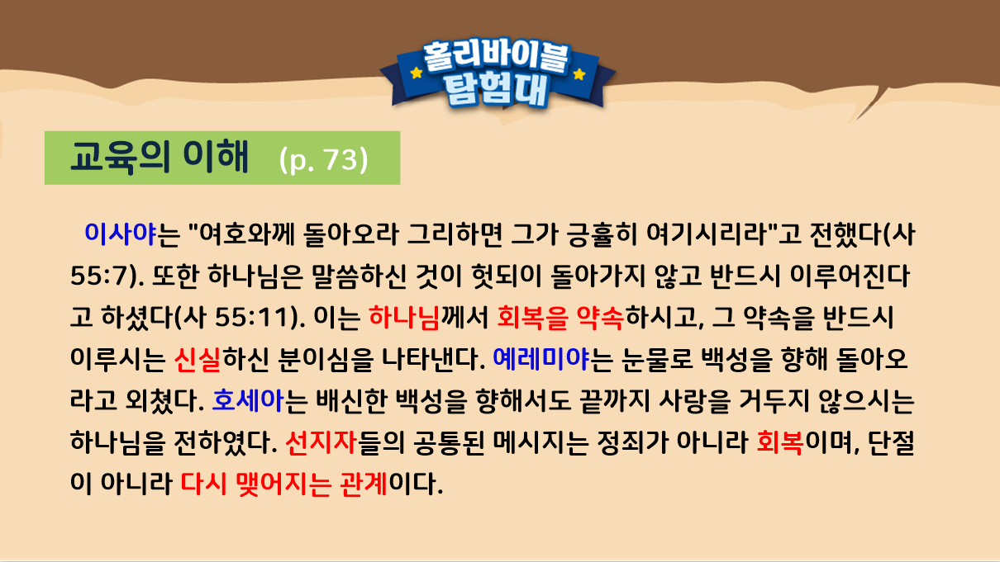 홀리바이블
탐험대
교육의 이해 (p. 73)
이사야는 "여호와께 돌아오라 그리하면 그가 긍휼히 여기시리라"고 전했다(사
55:7). 또한 하나님은 말씀하신 것이 헛되이 돌아가지 않고 반드시 이루어진다
고 하셨다(사 55:11). 이는 하나님께서 회복을 약속하시고, 그 약속을 반드시
이루시는 신실하신 분이심을 나타낸다. 예레미야는 눈물로 백성을 향해 돌아오
라고 외쳤다. 호세아는 배신한 백성을 향해서도 끝까지 사랑을 거두지 않으시는
하나님을 전하였다. 선지자들의 공통된 메시지는 정죄가 아니라 회복이며, 단절
이 아니라 다시 맺어지는 관계이다.